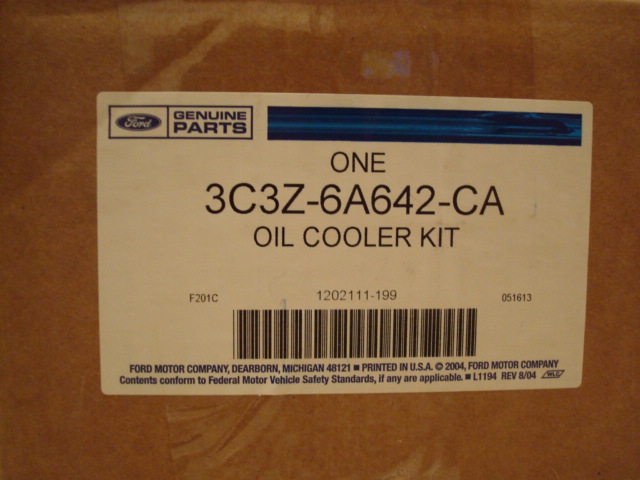 Ford
GENUINE
PARTS
ONE
3C3Z-6A642-CA
OIL COOLER KIT
F201C 1202111-199 051613
FORD MOTOR COMPANY, DEARBORN, MICHIGAN 48121 ■ PRINTED IN U.S.A. © 2004, FORD MOTOR COMPANY
Contents conform to Federal Motor Vehicle Safety Standards, if any are applicable. ■ L1194 REV 8/04 WLC